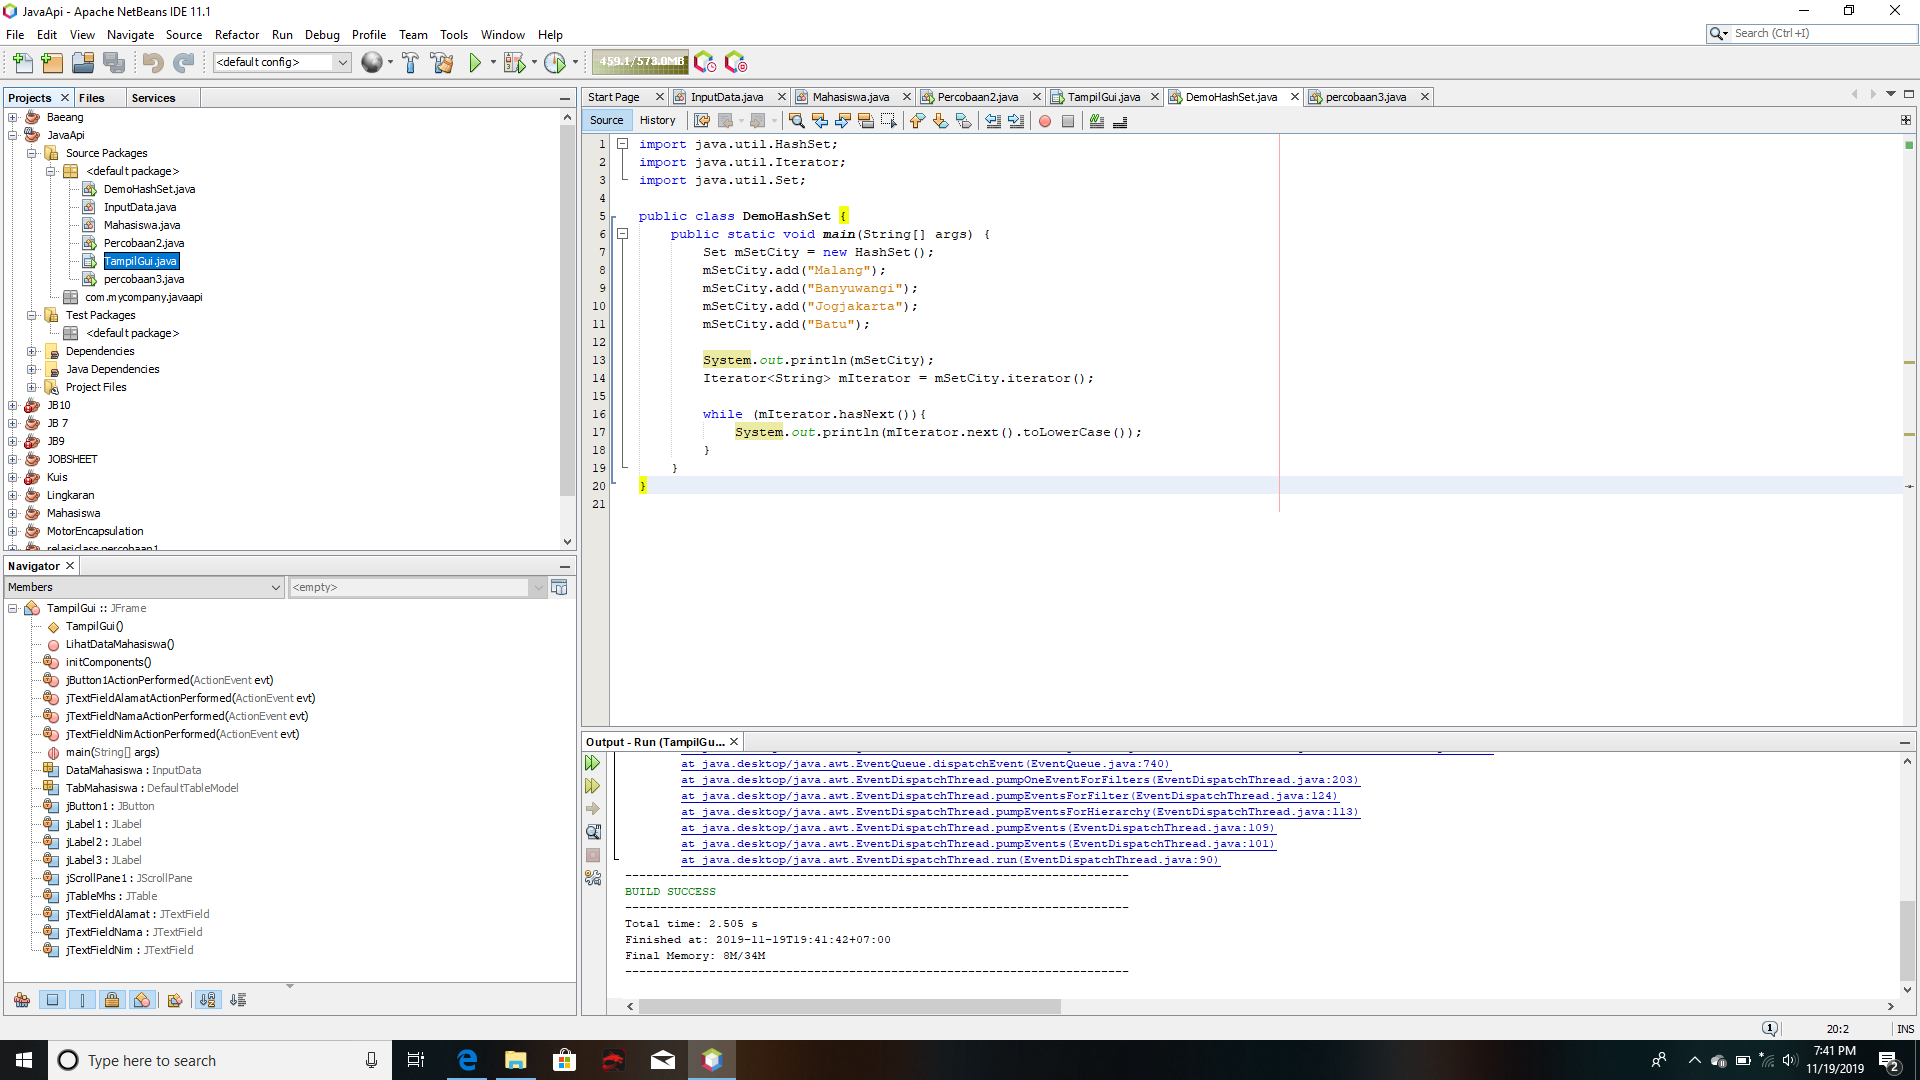 JavaApi - Apache NetBeans IDE 11.1
File Edit View Navigate Source Refactor Run Debug Profile Team Tools Window Help
Search (Ctrl+I)
<default config>
459.1/573.0MB
Projects Files Services
Baeang
JavaApi
Source Packages
<default package>
DemoHashSet.java
InputData.java
Mahasiswa.java
Percobaan2.java
TampilGui.java
percobaan3.java
com.mycompany.javaapi
Test Packages
<default package>
Dependencies
Java Dependencies
Project Files
JB10
JB 7
JB9
JOBSHEET
Kuis
Lingkaran
Mahasiswa
MotorEncapsulation
relasiclass.percobaan1
Navigator
Members
<empty>
TampilGui :: JFrame
TampilGui()
LihatDataMahasiswa()
initComponents()
jButton1ActionPerformed(ActionEvent evt)
jTextFieldAlamatActionPerformed(ActionEvent evt)
jTextFieldNamaActionPerformed(ActionEvent evt)
jTextFieldNimActionPerformed(ActionEvent evt)
main(String[] args)
DataMahasiswa : InputData
TabMahasiswa : DefaultTableModel
jButton1 : JButton
jLabel1 : JLabel
jLabel2 : JLabel
jLabel3 : JLabel
jScrollPane1 : JScrollPane
jTableMhs : JTable
jTextFieldAlamat : JTextField
jTextFieldNama : JTextField
jTextFieldNim : JTextField
Start Page InputData.java Mahasiswa.java Percobaan2.java TampilGui.java DemoHashSet.java percobaan3.java
Source History
1 import java.util.HashSet;
2 import java.util.Iterator;
3 import java.util.Set;
4
5 public class DemoHashSet {
6 public static void main(String[] args) {
7 Set mSetCity = new HashSet();
8 mSetCity.add("Malang");
9 mSetCity.add("Banyuwangi");
10 mSetCity.add("Jogjakarta");
11 mSetCity.add("Batu");
12
13 System.out.println(mSetCity);
14 Iterator<String> mIterator = mSetCity.iterator();
15
16 while (mIterator.hasNext()){
17 System.out.println(mIterator.next().toLowerCase());
18 }
19 }
20 }
21
Output - Run (TampilGu...
at java.desktop/java.awt.EventQueue.dispatchEvent(EventQueue.java:740)
at java.desktop/java.awt.EventDispatchThread.pumpOneEventForFilters(EventDispatchThread.java:203)
at java.desktop/java.awt.EventDispatchThread.pumpEventsForFilter(EventDispatchThread.java:124)
at java.desktop/java.awt.EventDispatchThread.pumpEventsForHierarchy(EventDispatchThread.java:113)
at java.desktop/java.awt.EventDispatchThread.pumpEvents(EventDispatchThread.java:109)
at java.desktop/java.awt.EventDispatchThread.pumpEvents(EventDispatchThread.java:101)
at java.desktop/java.awt.EventDispatchThread.run(EventDispatchThread.java:90)
------------------------------------------------------------------------
BUILD SUCCESS
------------------------------------------------------------------------
Total time: 2.505 s
Finished at: 2019-11-19T19:41:42+07:00
Final Memory: 8M/34M
------------------------------------------------------------------------
1 20:2 INS
Type here to search
7:41 PM
11/19/2019
2